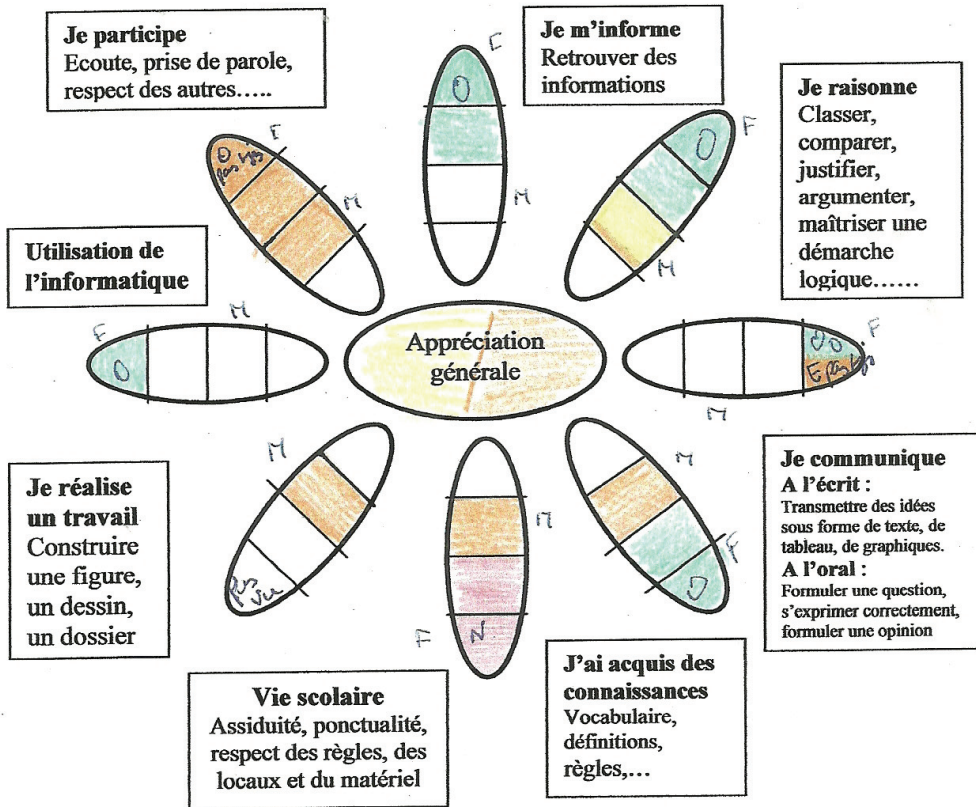 Je participe
Ecoute, prise de parole,
respect des autres…..
Je m'informe
Retrouver des
informations
Je raisonne
Classer,
comparer,
justifier,
argumenter,
maîtriser une
démarche
logique……
Utilisation de
l'informatique
Appréciation
générale
Je réalise
un travail
Construire
une figure,
un dessin,
un dossier
Vie scolaire
Assiduité, ponctualité,
respect des règles, des
locaux et du matériel
J'ai acquis des
connaissances
Vocabulaire,
définitions,
règles,…
Je communique
A l'écrit :
Transmettre des idées
sous forme de texte, de
tableau, de graphiques.
A l'oral :
Formuler une question,
s'exprimer correctement,
formuler une opinion
O
M
F
O
M
F
M
F
M
F
M
F
N
M
M
F
O
M
O